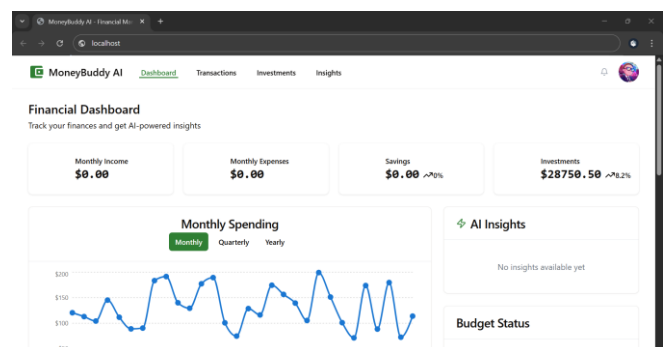 MoneyBuddy AI - Financial Mo
localhost
MoneyBuddy AI Dashboard Transactions Investments Insights
Financial Dashboard
Track your finances and get AI-powered insights
Monthly Income
$0.00
Monthly Expenses
$0.00
Savings
$0.00 0%
Investments
$28750.50 8.2%
Monthly Spending
Monthly Quarterly Yearly
$200
$150
$100
AI Insights
No insights available yet
Budget Status